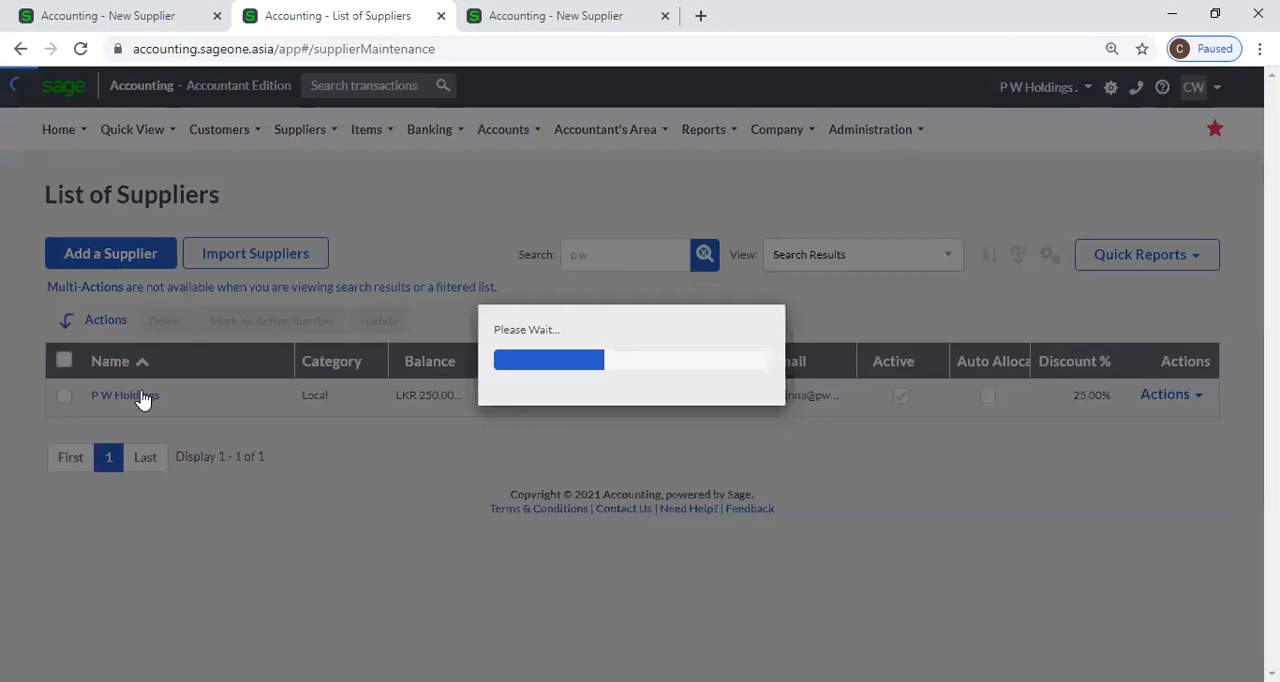 Accounting - New Supplier
Accounting - List of Suppliers
Accounting - New Supplier
accounting.sageone.asia/app#/supplierMaintenance
C Paused
sage Accounting - Accountant Edition Search transactions P W Holdings . CW
Home Quick View Customers Suppliers Items Banking Accounts Accountant's Area Reports Company Administration
List of Suppliers
Add a Supplier Import Suppliers Search: p w View: Search Results Quick Reports
Multi-Actions are not available when you are viewing search results or a filtered list.
Actions Delete Mark As Active/Inactive Update
Please Wait...
Name Category Balance Active Auto Alloca Discount % Actions
P W Holdings Local LKR 250.00... 25.00% Actions
First 1 Last Display 1 - 1 of 1
Copyright © 2021 Accounting, powered by Sage.
Terms & Conditions | Contact Us | Need Help? | Feedback